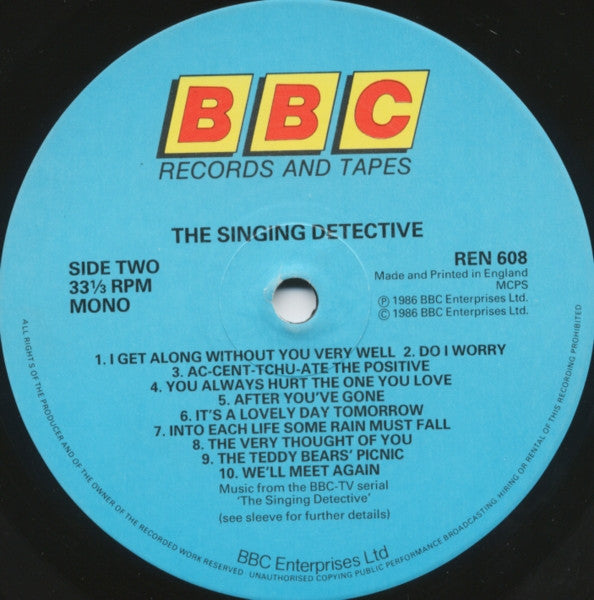 BBC
RECORDS AND TAPES
THE SINGING DETECTIVE
SIDE TWO
33⅓ RPM
MONO
REN 608
Made and Printed in England
MCPS
Ⓟ 1986 BBC Enterprises Ltd.
© 1986 BBC Enterprises Ltd.
1. I GET ALONG WITHOUT YOU VERY WELL 2. DO I WORRY
3. AC-CENT-TCHU-ATE THE POSITIVE
4. YOU ALWAYS HURT THE ONE YOU LOVE
5. AFTER YOU'VE GONE
6. IT'S A LOVELY DAY TOMORROW
7. INTO EACH LIFE SOME RAIN MUST FALL
8. THE VERY THOUGHT OF YOU
9. THE TEDDY BEARS' PICNIC
10. WE'LL MEET AGAIN
Music from the BBC-TV serial
'The Singing Detective'
(see sleeve for further details)
BBC Enterprises Ltd
ALL RIGHTS OF THE PRODUCER AND OF THE OWNER OF THE RECORDED WORK RESERVED · UNAUTHORISED COPYING PUBLIC PERFORMANCE BROADCASTING, HIRING OR RENTAL OF THIS RECORDING PROHIBITED